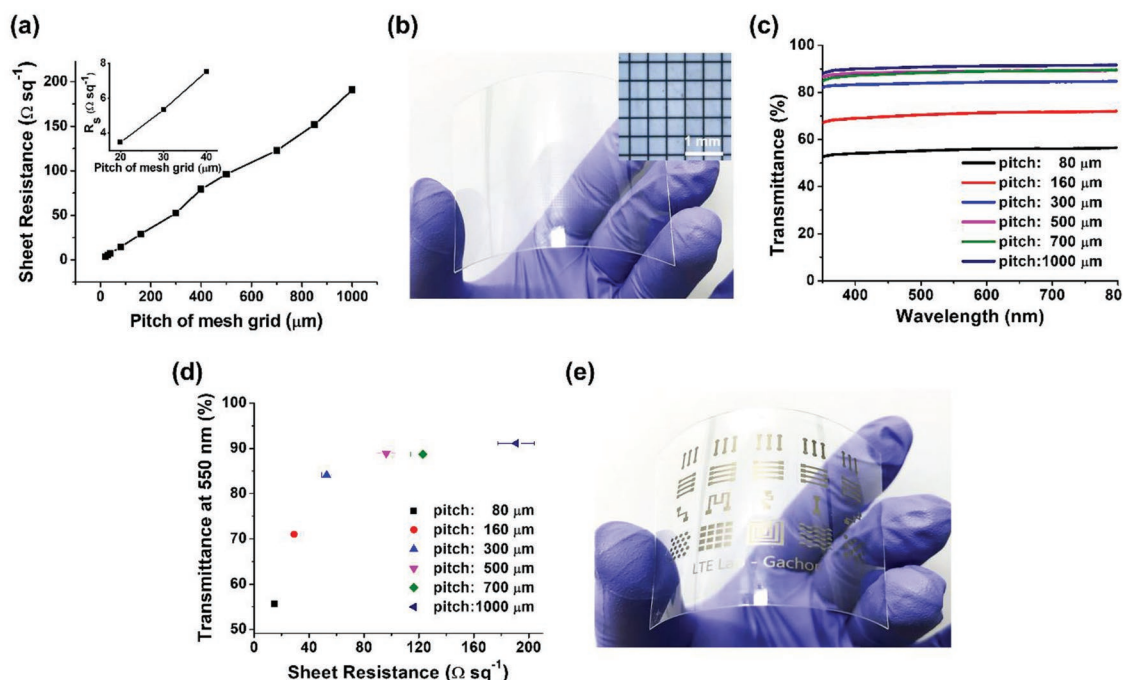 (a)
Sheet Resistance (Ω sq⁻¹)
200
150
100
50
0
0 200 400 600 800 1000
Pitch of mesh grid (μm)
Rs (Ω sq⁻¹)
8
6
4
20 30 40
Pitch of mesh grid (μm)
(b)
1 mm
(c)
Transmittance (%)
100
80
60
40
20
0
400 500 600 700 800
Wavelength (nm)
pitch: 80 μm
pitch: 160 μm
pitch: 300 μm
pitch: 500 μm
pitch: 700 μm
pitch:1000 μm
(d)
Transmittance at 550 nm (%)
100
90
80
70
60
50
0 40 80 120 160 200
Sheet Resistance (Ω sq⁻¹)
pitch: 80 μm
pitch: 160 μm
pitch: 300 μm
pitch: 500 μm
pitch: 700 μm
pitch:1000 μm
(e)
LTE - Gachon